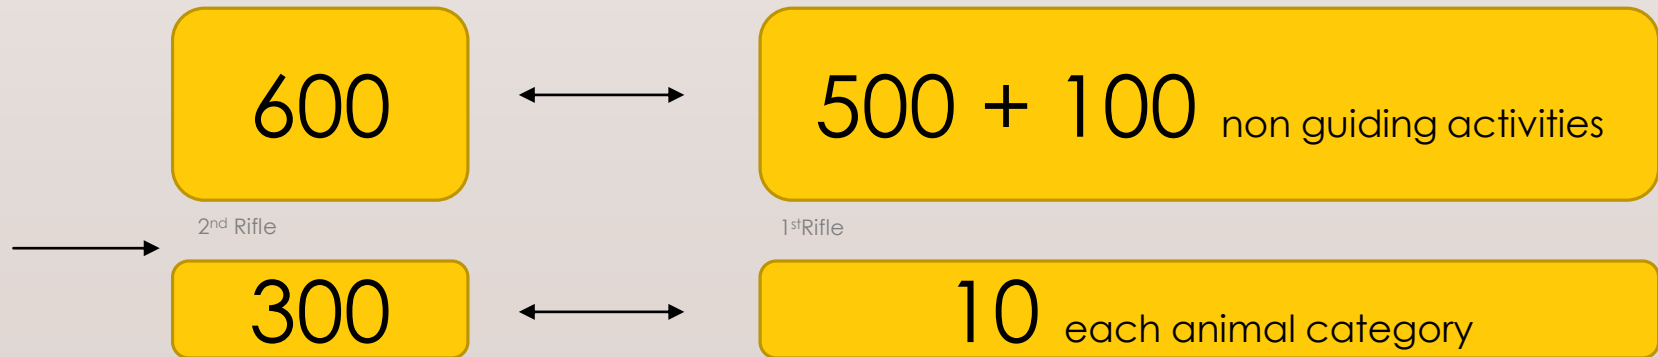 600
500 + 100 non guiding activities
2nd Rifle
1stRifle
300
10 each animal category